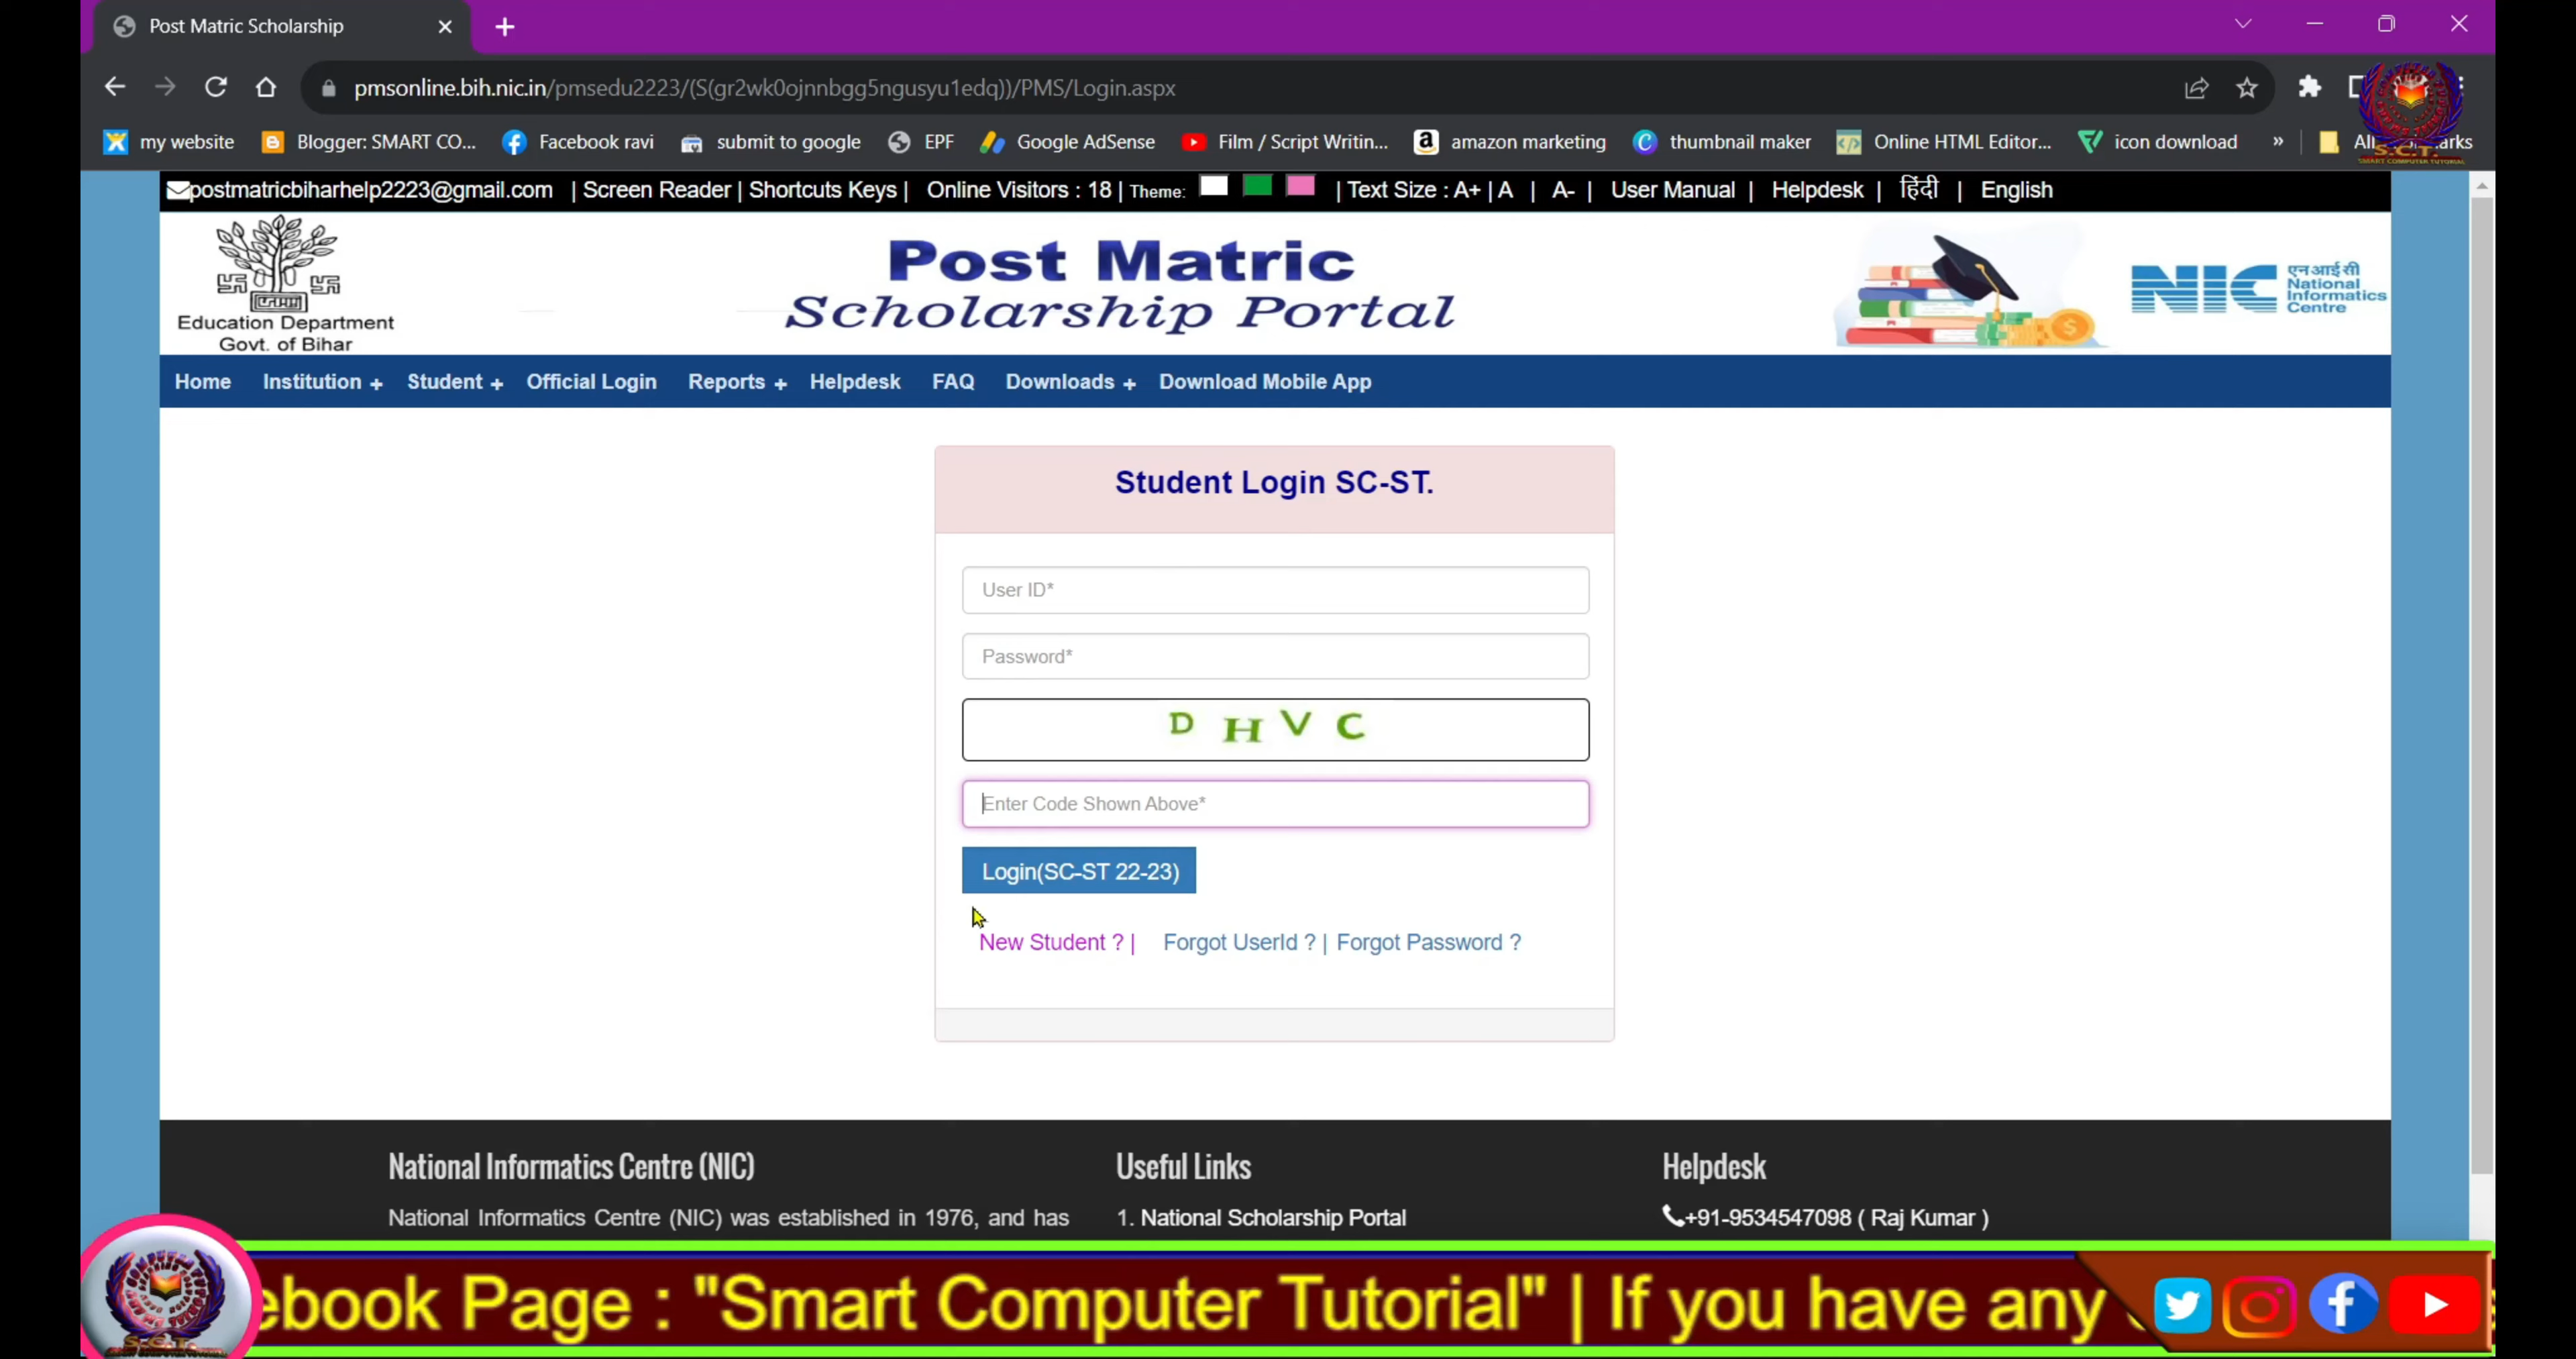 Post Matric Scholarship
pmsonline.bih.nic.in/pmsedu2223/(S(gr2wk0ojnnbgg5ngusyu1edq))/PMS/Login.aspx
my website Blogger: SMART CO... Facebook ravi submit to google EPF Google AdSense Film / Script Writin... amazon marketing thumbnail maker Online HTML Editor... icon download » All
S.C.T.
SMART COMPUTER TUTORIAL
postmatricbiharhelp2223@gmail.com | Screen Reader | Shortcuts Keys | Online Visitors : 18 | Theme: | Text Size : A+ | A | A- | User Manual | Helpdesk | हिंदी | English
Education Department
Govt. of Bihar
Post Matric
Scholarship Portal
NIC
एन आई सी
National
Informatics
Centre
Home Institution + Student + Official Login Reports + Helpdesk FAQ Downloads + Download Mobile App
Student Login SC-ST.
User ID*
Password*
D H V C
Enter Code Shown Above*
Login(SC-ST 22-23)
New Student ? | Forgot UserId ? | Forgot Password ?
National Informatics Centre (NIC)
National Informatics Centre (NIC) was established in 1976, and has
Useful Links
1. National Scholarship Portal
Helpdesk
+91-9534547098 ( Raj Kumar )
ebook Page : "Smart Computer Tutorial" | If you have any
S.C.T.